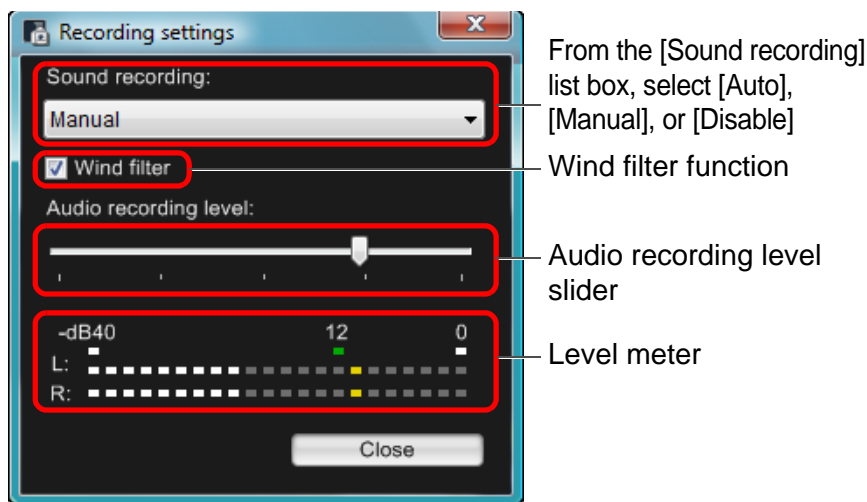 Recording settings
Sound recording:
Manual
Wind filter
Audio recording level:
-dB40 12 0
L:
R:
Close
From the [Sound recording]
list box, select [Auto],
[Manual], or [Disable]
Wind filter function
Audio recording level
slider
Level meter